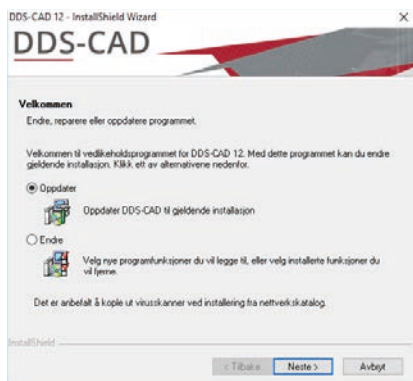 DDS-CAD 12 - InstallShield Wizard
DDS-CAD
Velkommen
Endre, reparere eller oppdatere programmet.
Velkommen til vedlikeholdsprogrammet for DDS-CAD 12. Med dette programmet kan du endre
gjeldende installasjon. Klikk ett av alternativene nedenfor.
Oppdater
Oppdater DDS-CAD til gjeldende installasjon
Endre
Velg nye programfunksjoner du vil legge til, eller velg installerte funksjoner du
vil fjerne.
Det er anbefalt å kople ut virusskanner ved installering fra nettverkskatalog.
InstallShield
< Tilbake Neste > Avbryt